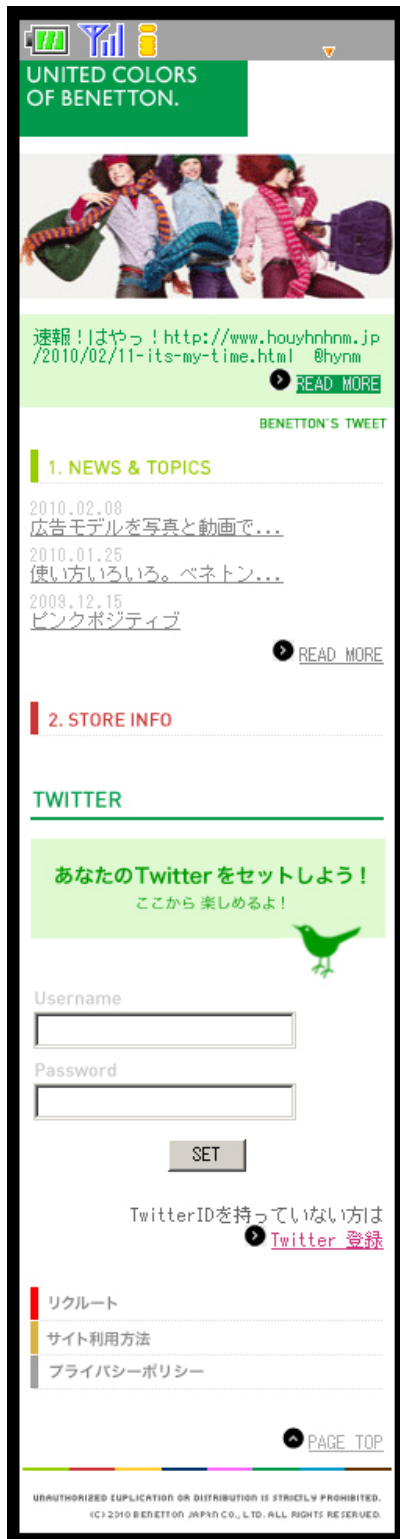 UNITED COLORS
OF BENETTON.
速報！はやっ！http://www.houyhnhnm.jp
/2010/02/11-its-my-time.html @hynm
READ MORE
BENETTON'S TWEET
1. NEWS & TOPICS
2010.02.08
広告モデルを写真と動画で...
2010.01.25
使い方いろいろ。ベネトン...
2009.12.15
ピンクポジティブ
READ MORE
2. STORE INFO
TWITTER
あなたのTwitterをセットしよう！
ここから 楽しめるよ！
Username
Password
SET
TwitterIDを持っていない方は
Twitter 登録
リクルート
サイト利用方法
プライバシーポリシー
PAGE TOP
UNAUTHORIZED DUPLICATION OR DISTRIBUTION IS STRICTLY PROHIBITED.
(C) 2010 BENETTON JAPAN CO., LTD. ALL RIGHTS RESERVED.